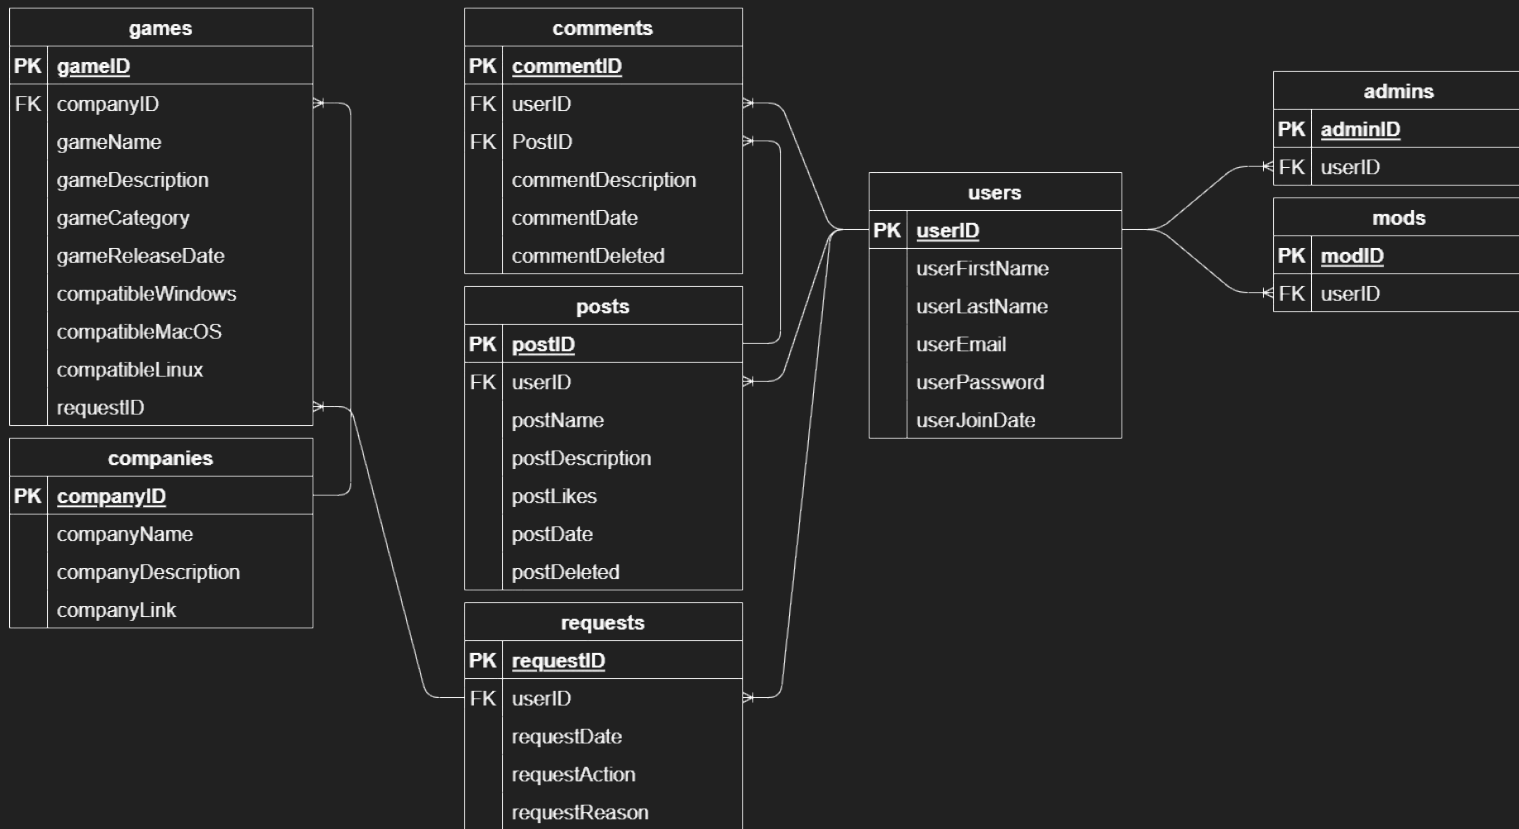 games
PK gameID
FK companyID
gameName
gameDescription
gameCategory
gameReleaseDate
compatibleWindows
compatibleMacOS
compatibleLinux
requestID
companies
PK companyID
companyName
companyDescription
companyLink
comments
PK commentID
FK userID
FK PostID
commentDescription
commentDate
commentDeleted
posts
PK postID
FK userID
postName
postDescription
postLikes
postDate
postDeleted
requests
PK requestID
FK userID
requestDate
requestAction
requestReason
users
PK userID
userFirstName
userLastName
userEmail
userPassword
userJoinDate
admins
PK adminID
FK userID
mods
PK modID
FK userID